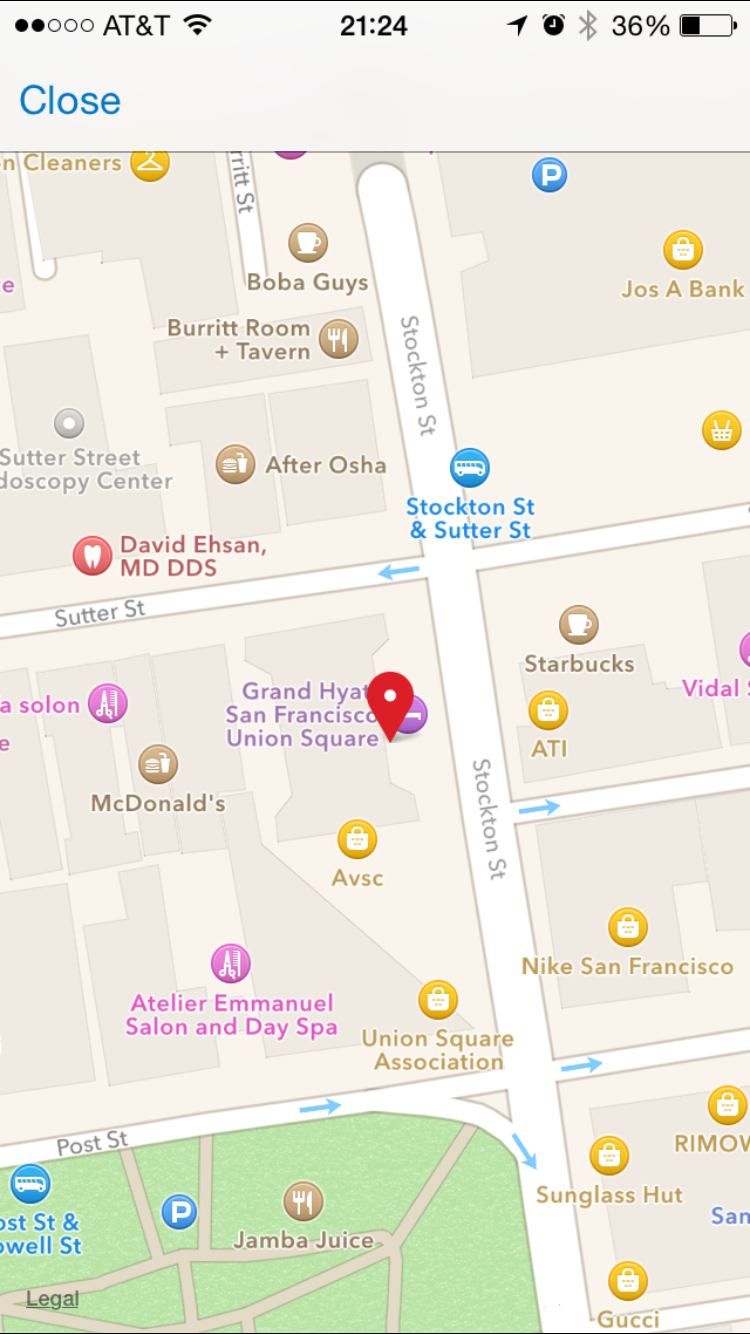 AT&T 21:24 36%
Close
n Cleaners
rritt St
P
Boba Guys
Jos A Bank
Burritt Room
+ Tavern
Stockton St
Sutter Street
doscopy Center
After Osha
Stockton St
& Sutter St
David Ehsan,
MD DDS
Sutter St
Starbucks
Grand Hyat
San Francisco
Union Square
a solon
e
Vidal S
ATI
McDonald's
Stockton St
Avsc
Nike San Francisco
Atelier Emmanuel
Salon and Day Spa
Union Square
Association
Post St
RIMOW
Sunglass Hut
ost St &
owell St
P
Jamba Juice
San
Legal
Gucci